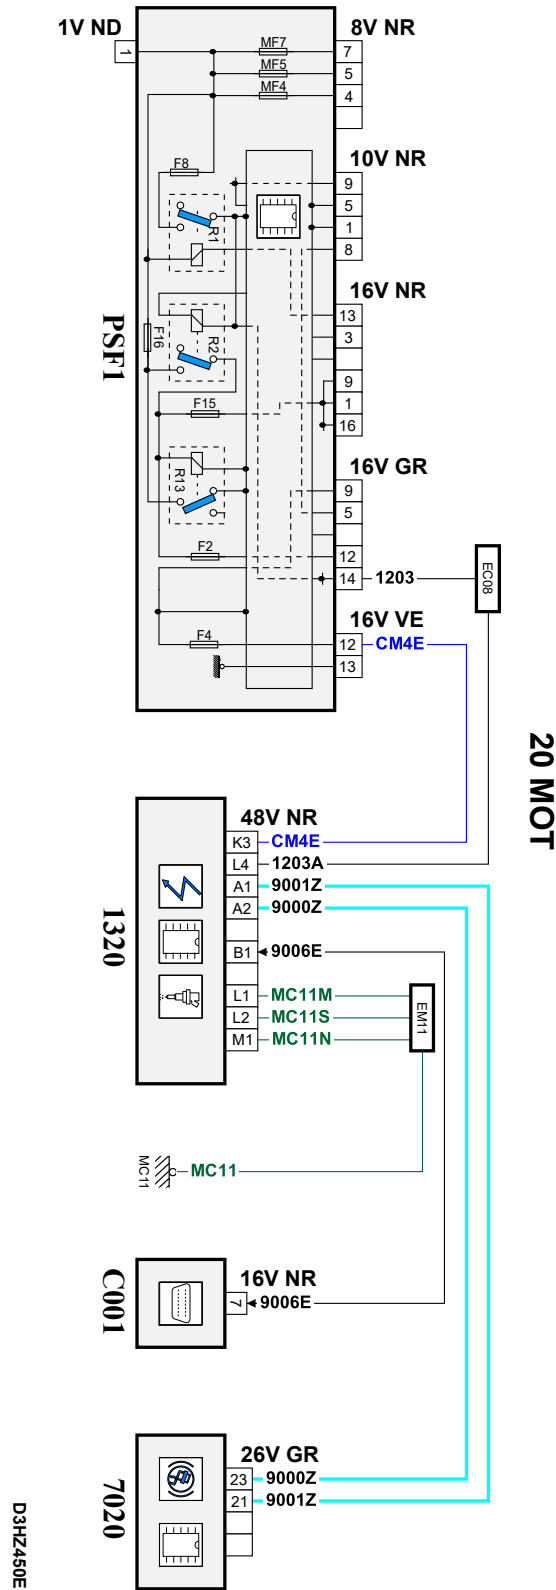 1V ND
8V NR
1
MF7
7
MF5
5
MF4
4
10V NR
F8
9
5
1
R1
8
16V NR
13
R2
3
F16
PSF1
9
F15
1
16
16V GR
R13
9
5
F2
12
14
1203
EC08
16V VE
F4
12
CM4E
13
20 MOT
48V NR
K3
CM4E
L4
1203A
A1
9001Z
A2
9000Z
1320
B1
9006E
L1
MC11M
EM11
L2
MC11S
M1
MC11N
MC11
MC11
16V NR
C001
7
9006E
26V GR
23
9000Z
21
9001Z
7020
D3HZ450E